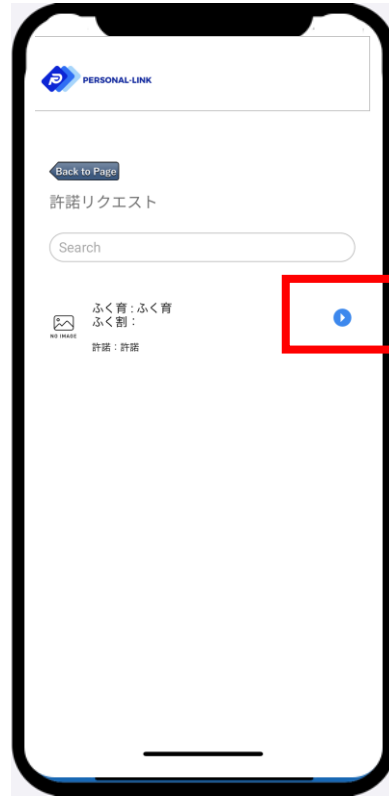 PERSONAL-LINK
Back to Page
許諾リクエスト
Search
ふく育 : ふく育
ふく割 :
NO IMAGE
許諾 : 許諾